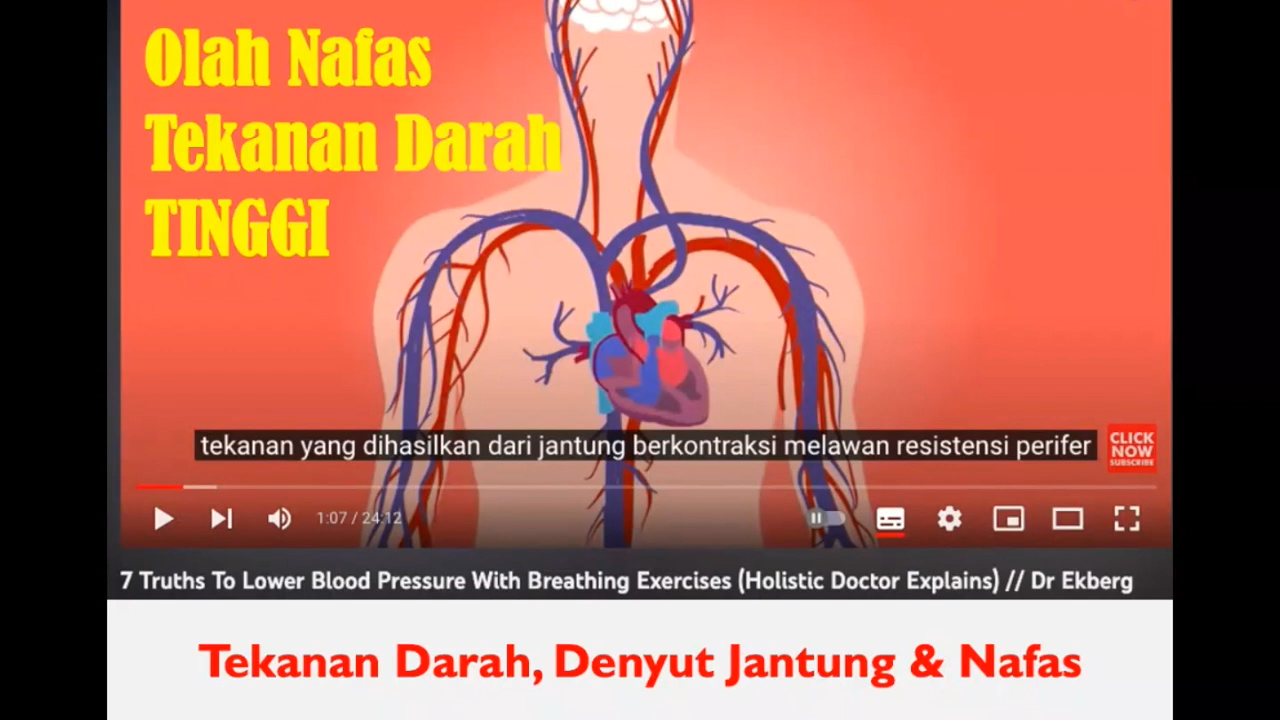 Olah Nafas
Tekanan Darah
TINGGI
tekanan yang dihasilkan dari jantung berkontraksi melawan resistensi perifer
CLICK
NOW
SUBSCRIBE
1:07 / 24:12
7 Truths To Lower Blood Pressure With Breathing Exercises (Holistic Doctor Explains) // Dr Ekberg
Tekanan Darah, Denyut Jantung & Nafas